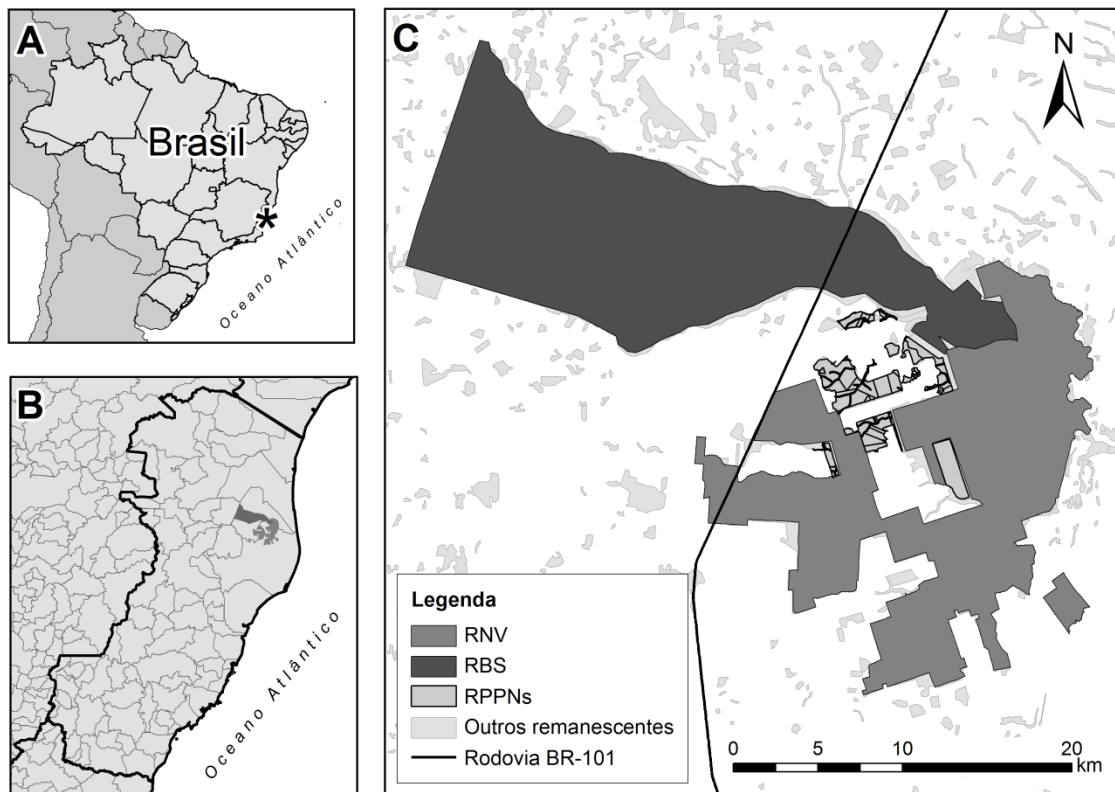 A
Brasil
*
Oceano Atlântico
B
Oceano Atlântico
C
N
Legenda
RNV
RBS
RPPNs
Outros remanescentes
Rodovia BR-101
0 5 10 20
km